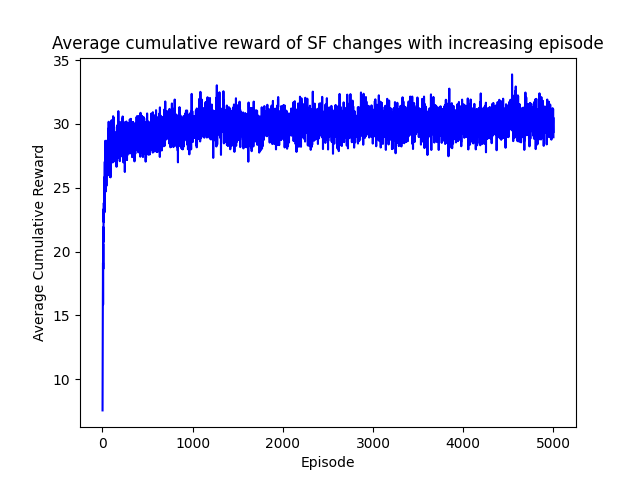 Average cumulative reward of SF changes with increasing episode
35
30
25
20
15
10
Average Cumulative Reward
0 1000 2000 3000 4000 5000
Episode